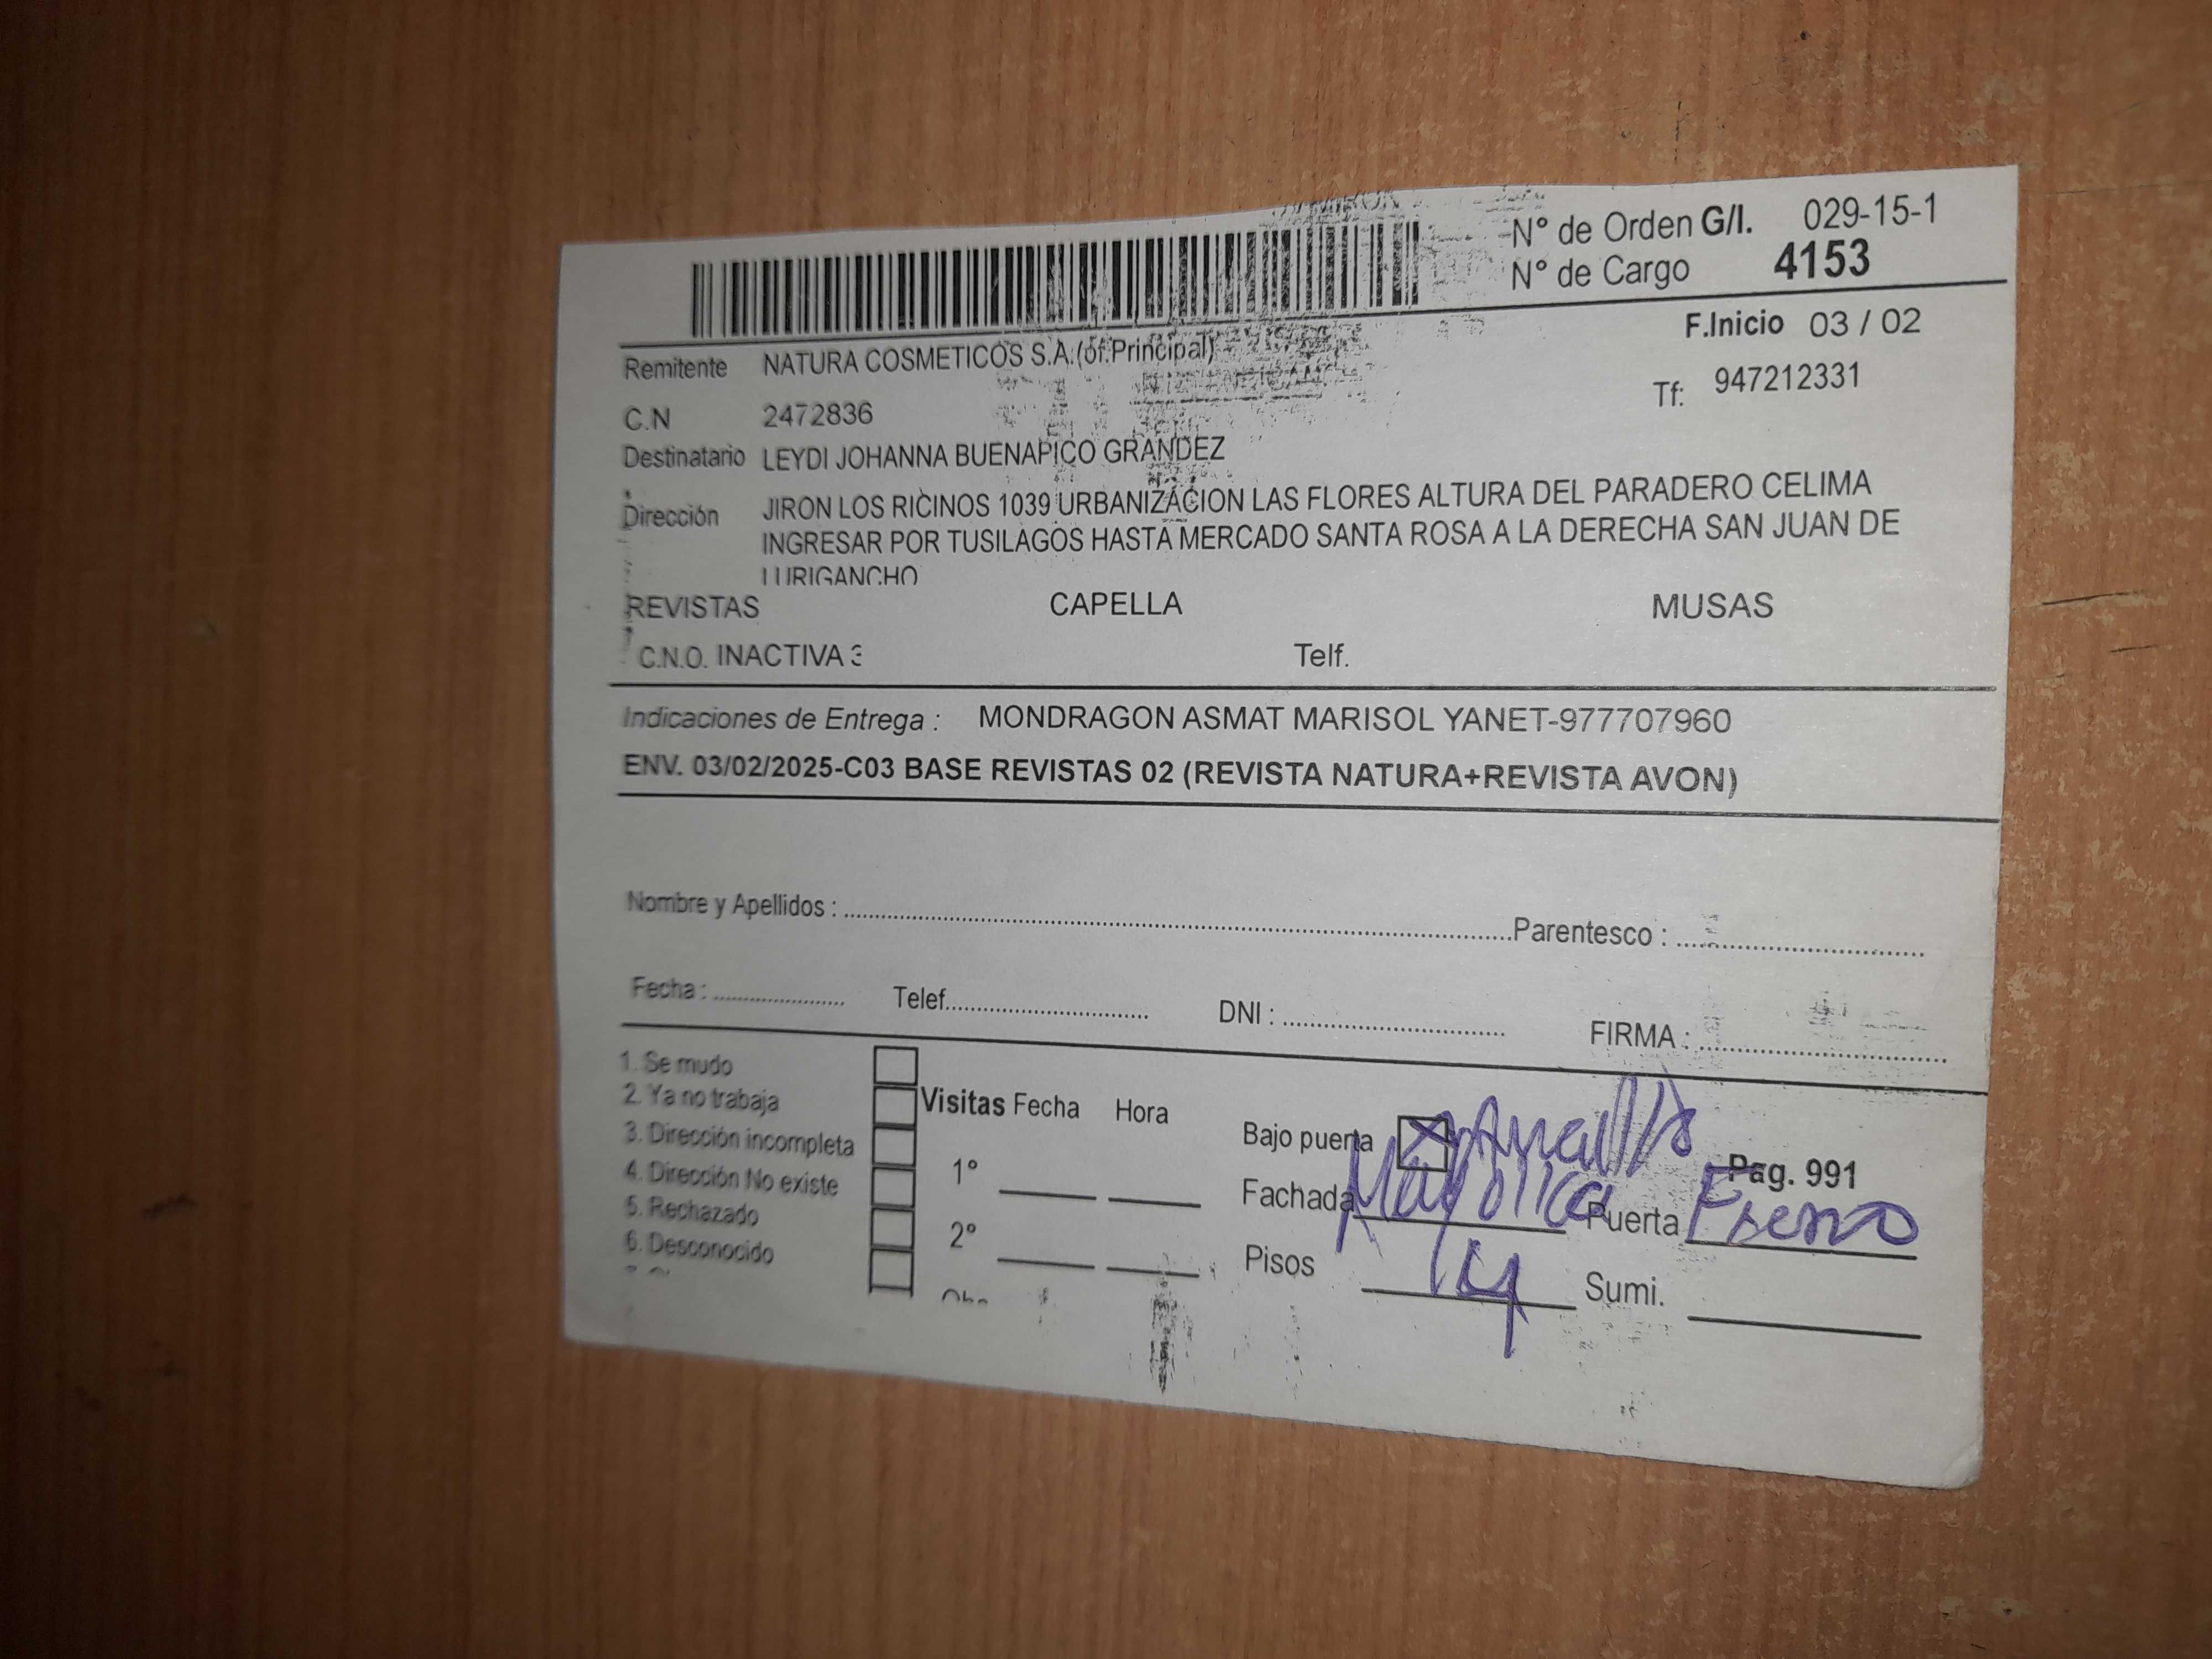 N° de Orden G/I. 029-15-1
N° de Cargo 4153
F.Inicio 03 / 02
Remitente NATURA COSMETICOS S.A.(of.Principal)
Tf: 947212331
C.N 2472836
Destinatario LEYDI JOHANNA BUENAPICO GRANDEZ
Dirección JIRON LOS RICINOS 1039 URBANIZACION LAS FLORES ALTURA DEL PARADERO CELIMA
INGRESAR POR TUSILAGOS HASTA MERCADO SANTA ROSA A LA DERECHA SAN JUAN DE
LURIGANCHO
REVISTAS CAPELLA MUSAS
C.N.O. INACTIVA 3 Telf.
Indicaciones de Entrega : MONDRAGON ASMAT MARISOL YANET-977707960
ENV. 03/02/2025-C03 BASE REVISTAS 02 (REVISTA NATURA+REVISTA AVON)
Nombre y Apellidos : Parentesco :
Fecha : Telef. DNI : FIRMA :
1. Se mudo
2. Ya no trabaja
3. Dirección incompleta
4. Dirección No existe
5. Rechazado
6. Desconocido
Visitas Fecha Hora
1°
2°
Bajo puerta
Pag. 991
Fachada Mayolica Puerta Fierro
Pisos 4 Sumi.